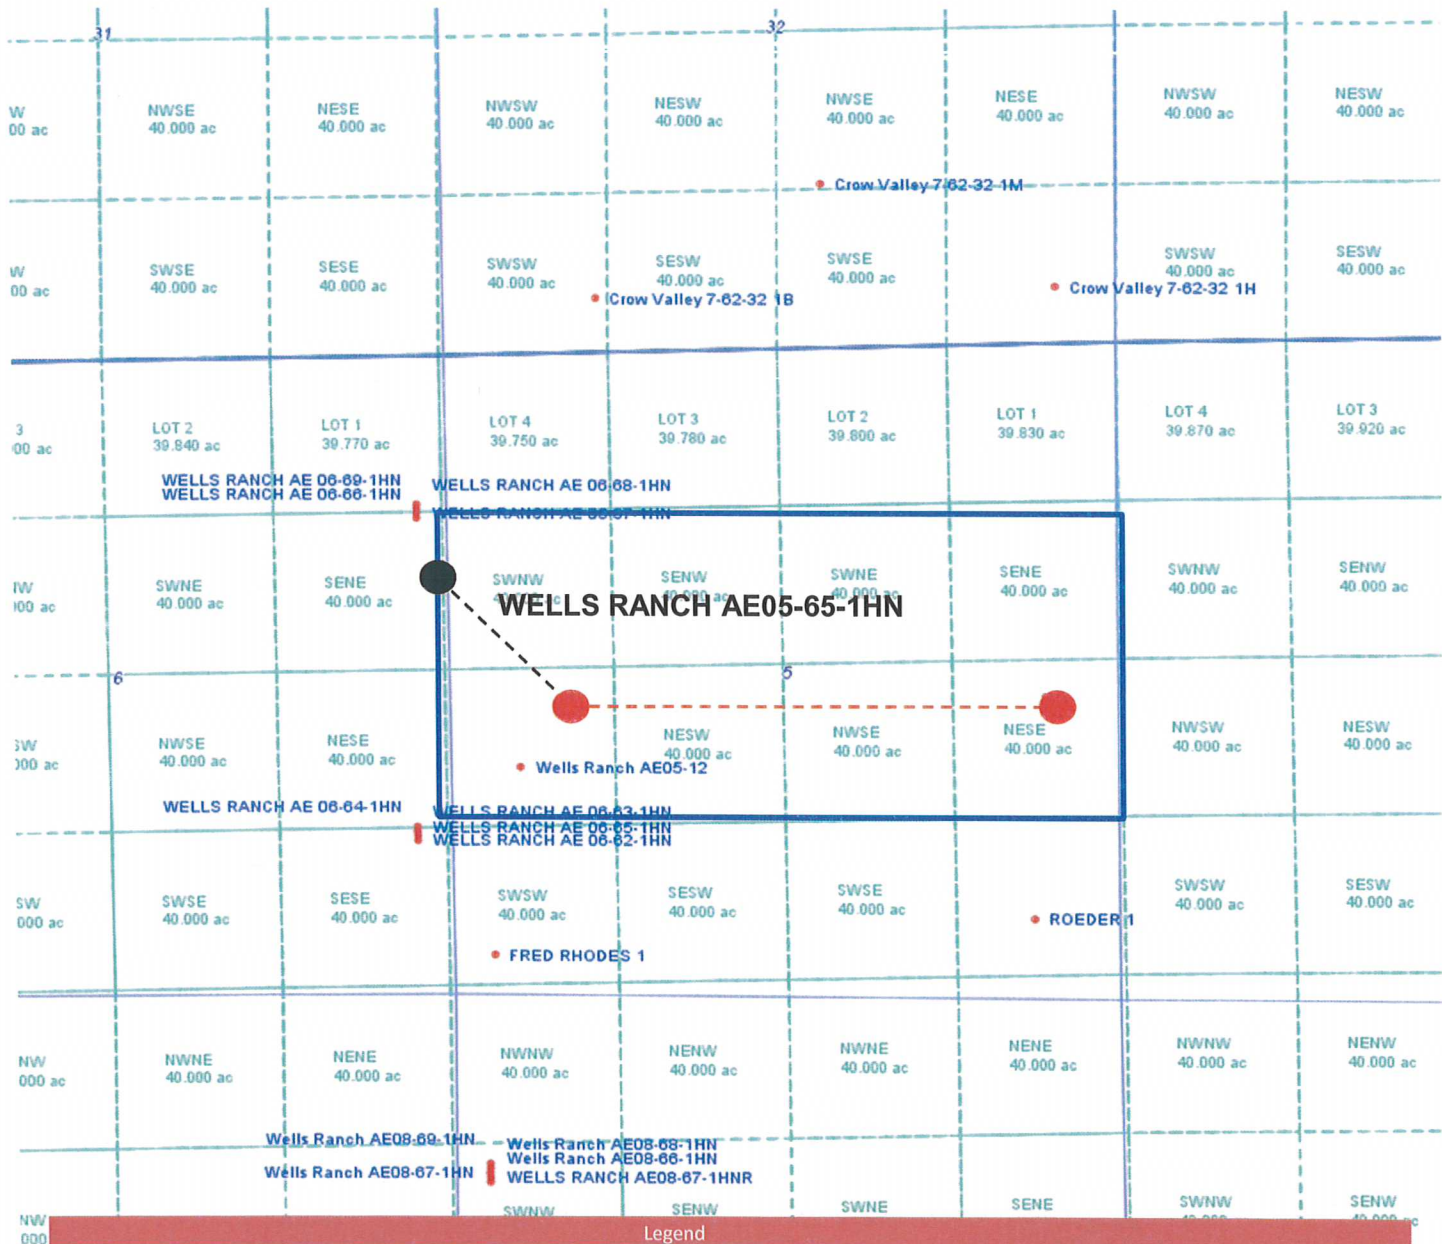 31
32
W
00 ac
NWSE
40.000 ac
NESE
40.000 ac
NWSW
40.000 ac
NESW
40.000 ac
NWSE
40.000 ac
NESE
40.000 ac
NWSW
40.000 ac
NESW
40.000 ac
Crow Valley 7-62-32 1M
W
00 ac
SWSE
40.000 ac
SESE
40.000 ac
SWSW
40.000 ac
SESW
40.000 ac
SWSE
40.000 ac
SWSW
40.000 ac
SESW
40.000 ac
Crow Valley 7-62-32 1B
Crow Valley 7-62-32 1H
3
00 ac
LOT 2
39.840 ac
LOT 1
39.770 ac
LOT 4
39.750 ac
LOT 3
39.780 ac
LOT 2
39.800 ac
LOT 1
39.830 ac
LOT 4
39.870 ac
LOT 3
39.920 ac
WELLS RANCH AE 06-69-1HN
WELLS RANCH AE 06-66-1HN
WELLS RANCH AE 06-68-1HN
WELLS RANCH AE
SWNE
40.000 ac
SENE
40.000 ac
SWNW
SENW
40.000 ac
SWNE
40.000 ac
SENE
40.000 ac
SWNW
40.000 ac
SENW
40.000 ac
WELLS RANCH AE05-65-1HN
6
5
SW
000 ac
NWSE
40.000 ac
NESE
40.000 ac
NESW
40.000 ac
NWSE
40.000 ac
NESE
40.000 ac
NWSW
40.000 ac
NESW
40.000 ac
Wells Ranch AE05-12
WELLS RANCH AE 06-64-1HN
WELLS RANCH AE 06-63-1HN
WELLS RANCH AE 06-65-1HN
WELLS RANCH AE 06-62-1HN
SW
000 ac
SWSE
40.000 ac
SESE
40.000 ac
SWSW
40.000 ac
SESW
40.000 ac
SWSE
40.000 ac
SWSW
40.000 ac
SESW
40.000 ac
ROEDER 1
FRED RHODES 1
NW
000 ac
NWNE
40.000 ac
NENE
40.000 ac
NWNW
40.000 ac
NENW
40.000 ac
NWNE
40.000 ac
NENE
40.000 ac
NWNW
40.000 ac
NENW
40.000 ac
Wells Ranch AE08-69-1HN
Wells Ranch AE08-68-1HN
Wells Ranch AE08-66-1HN
Wells Ranch AE08-67-1HN
WELLS RANCH AE08-67-1HNR
NW
000
SWNW
SENW
SWNE
SENE
SWNW
SENW
Legend